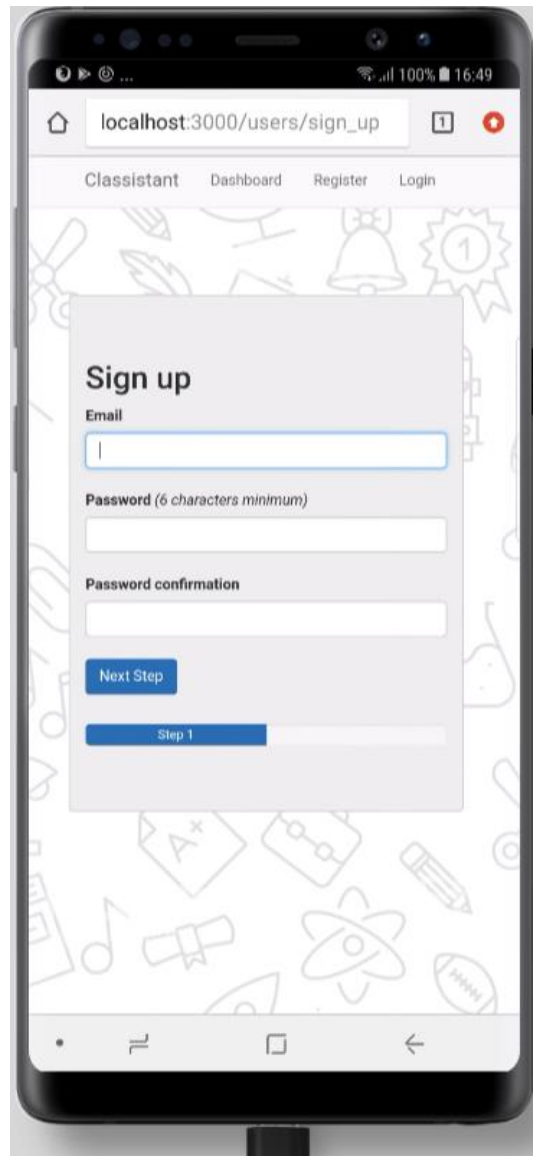 ... 100% 16:49
localhost:3000/users/sign_up 1
Classistant Dashboard Register Login
1
Sign up
Email
Password (6 characters minimum)
Password confirmation
Next Step
Step 1
A+